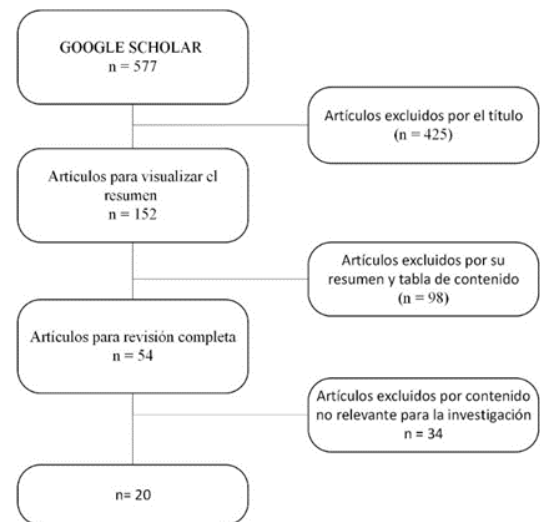 GOOGLE SCHOLAR
n = 577
Artículos excluidos por el título
(n = 425)
Artículos para visualizar el
resumen
n = 152
Artículos excluidos por su
resumen y tabla de contenido
(n = 98)
Artículos para revisión completa
n = 54
Artículos excluidos por contenido
no relevante para la investigación
n = 34
n= 20